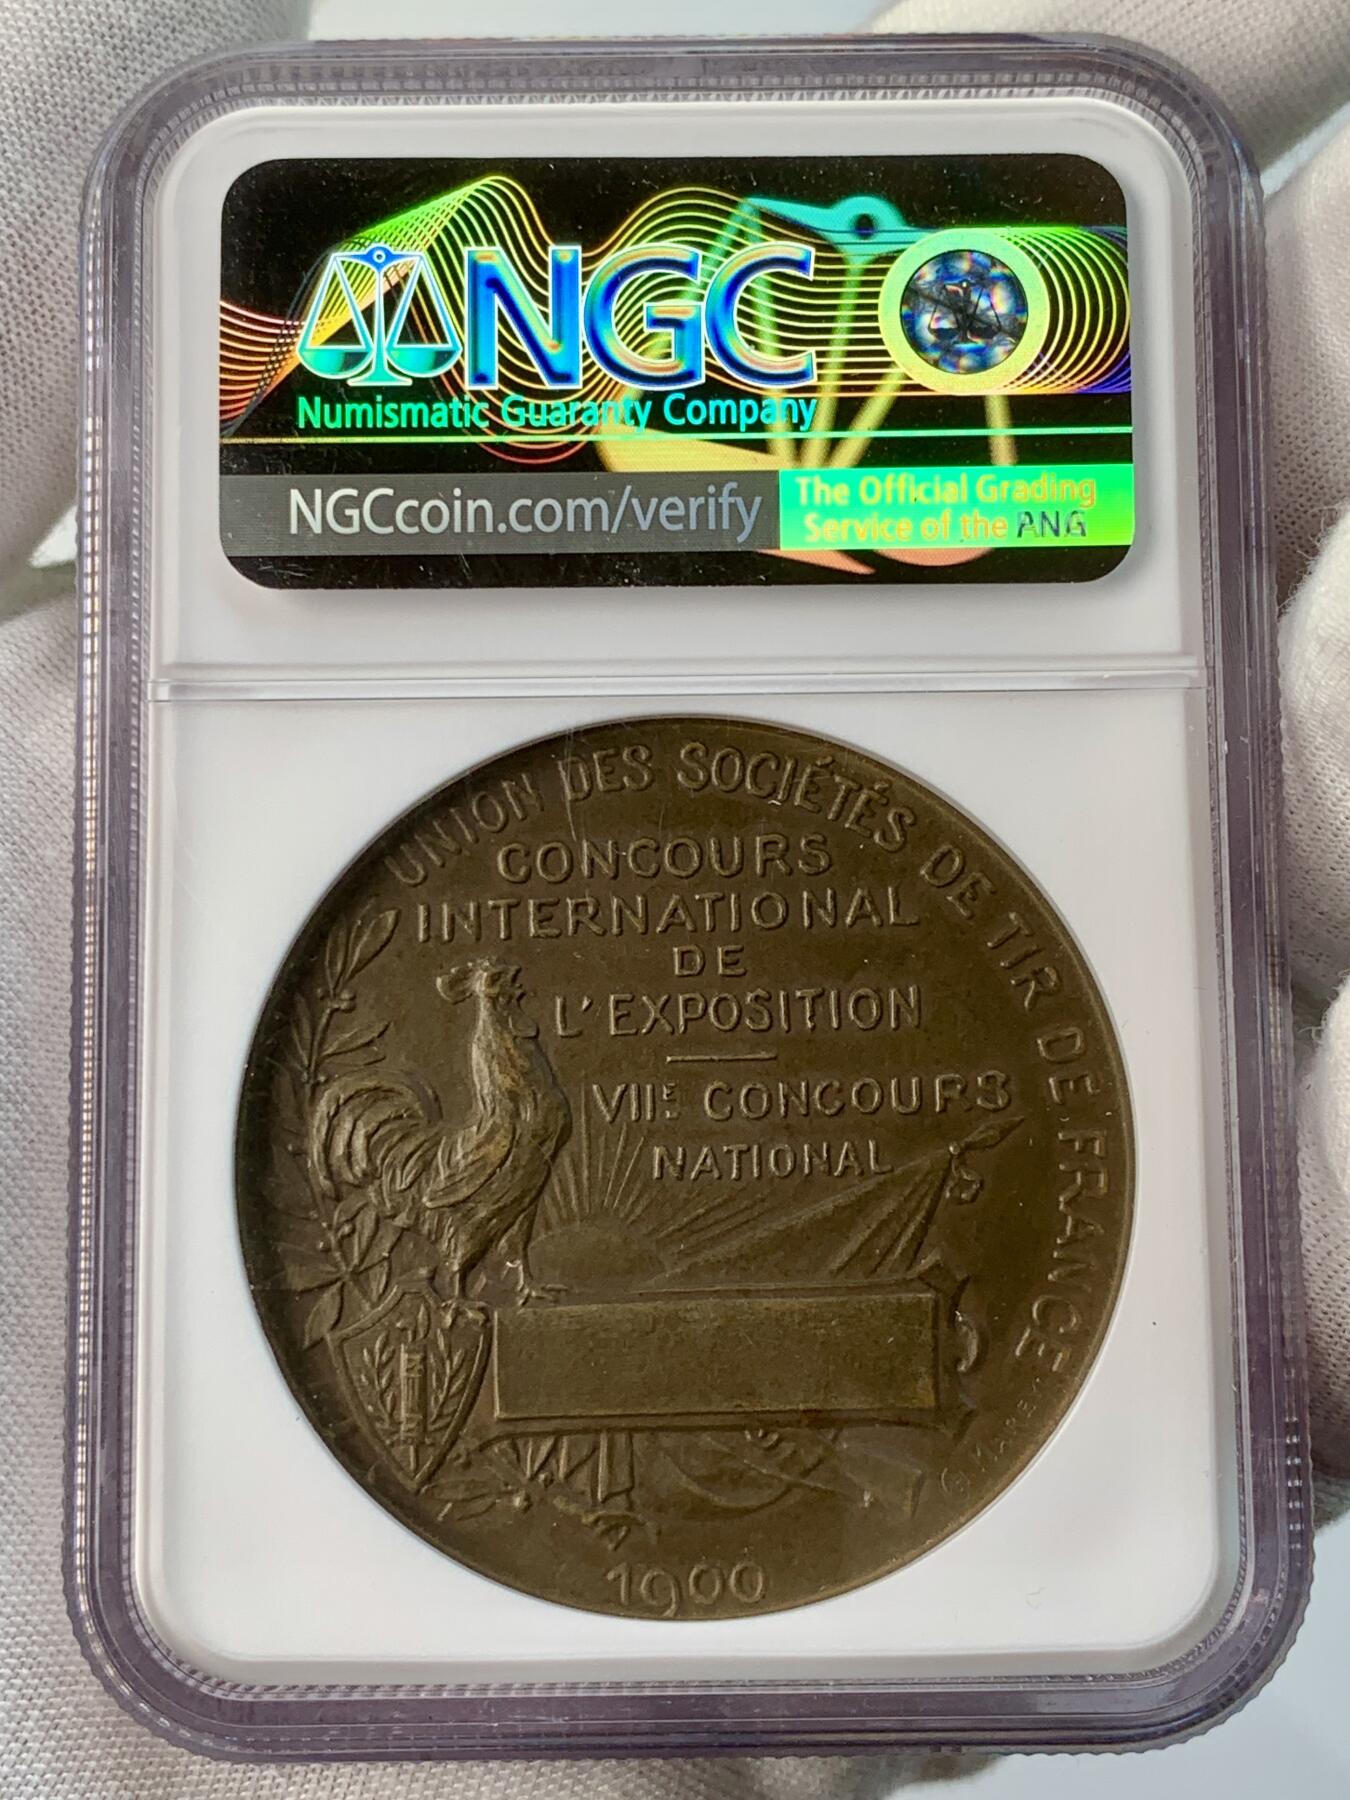 NGC
Numismatic Guaranty Company
NGCcoin.com/verify
The Official Grading
Service of the ANG
UNION DES SOCIÉTÉS DE TIR DE FRANCE
CONCOURS
INTERNATIONAL
DE
L'EXPOSITION
VIIE CONCOURS
NATIONAL
1900